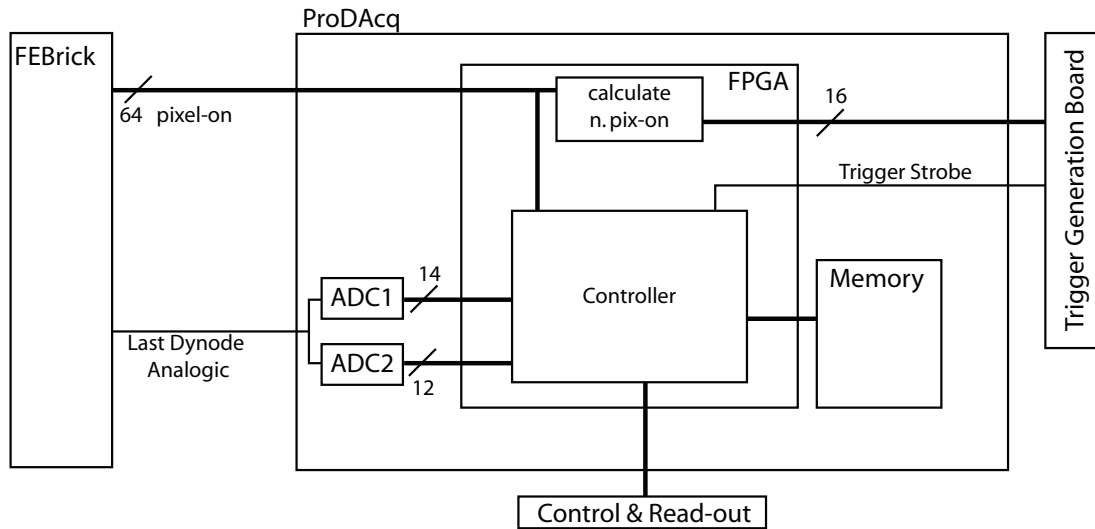 ProDAcq
FEBrick
FPGA
calculate
n. pix-on
64 pixel-on
16
Trigger Strobe
Trigger Generation Board
14
ADC1
Controller
Memory
Last Dynode
Analogic
ADC2
12
Control & Read-out